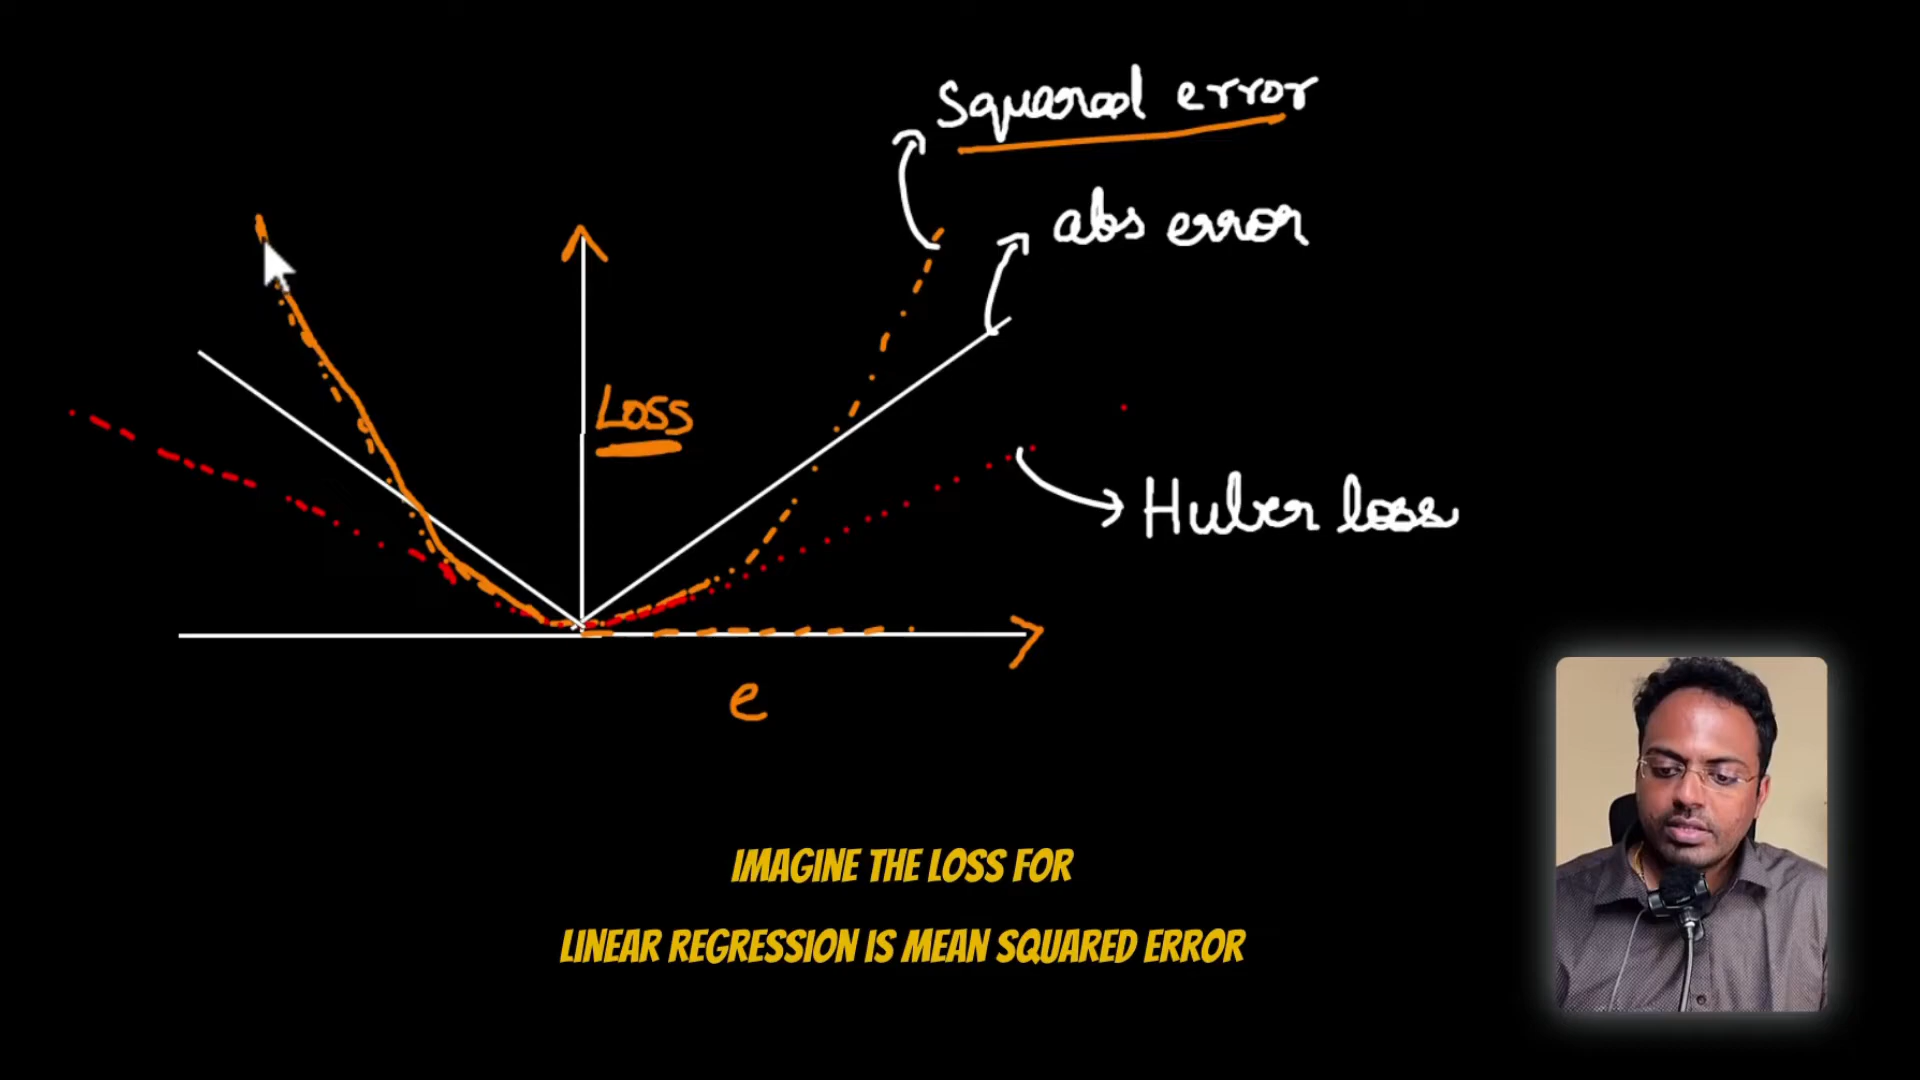 Squared error
abs error
Loss
Huber loss
e
IMAGINE THE LOSS FOR
LINEAR REGRESSION IS MEAN SQUARED ERROR